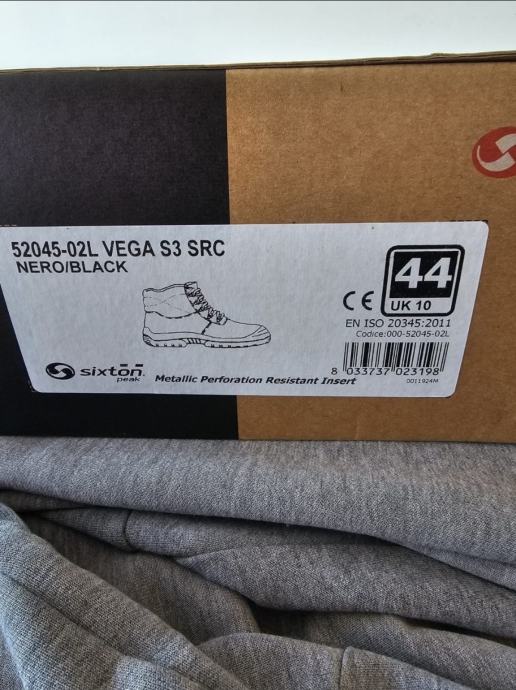 52045-02L VEGA S3 SRC
NERO/BLACK
44
UK 10
CE
EN ISO 20345:2011
Codice:000-52045-02L
8 033737 023198
0011924M
sixton
peak
Metallic Perforation Resistant Insert